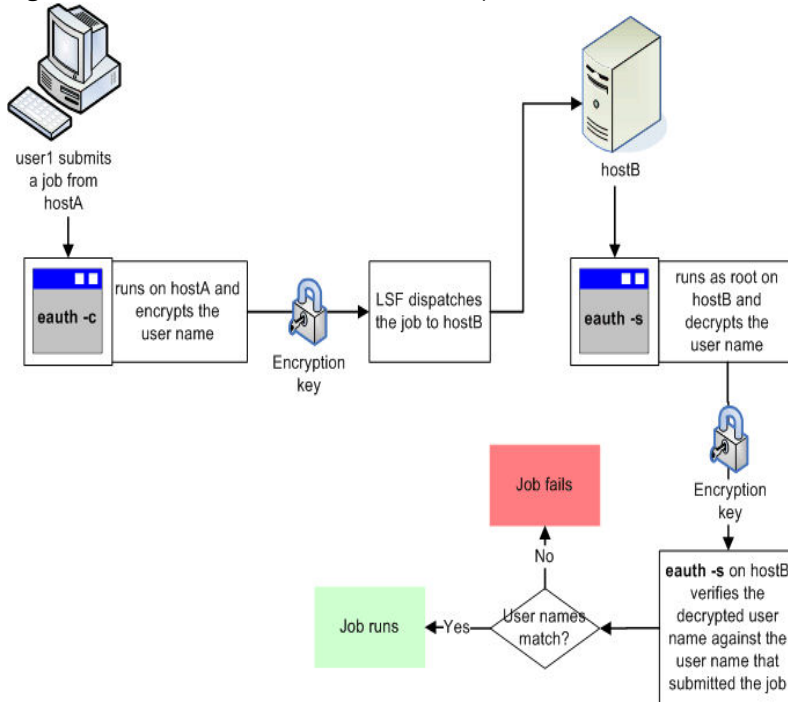 user1 submits
a job from
hostA
hostB
eauth -c
runs on hostA and
encrypts the
user name
Encryption
key
LSF dispatches
the job to hostB
eauth -s
runs as root on
hostB and
decrypts the
user name
Encryption
key
eauth -s on hostB
verifies the
decrypted user
name against the
user name that
submitted the job
User names
match?
No
Job fails
Yes
Job runs